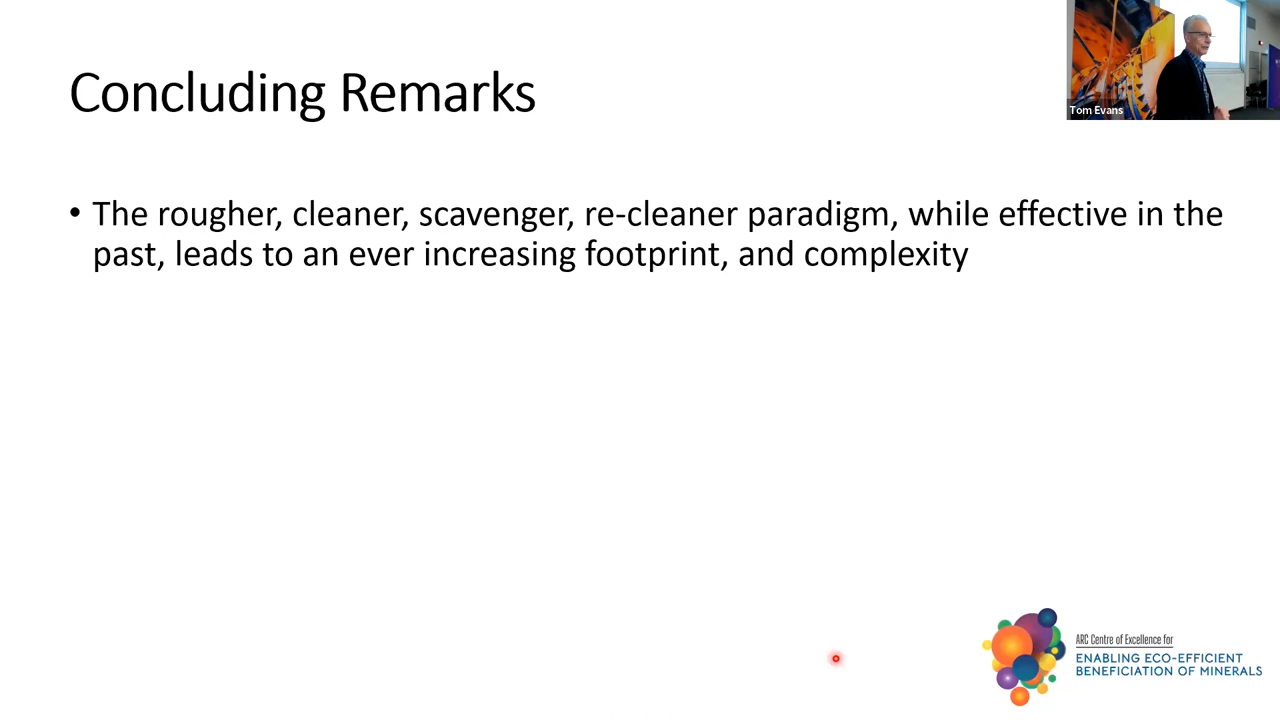 Concluding Remarks
Tom Evans
• The rougher, cleaner, scavenger, re-cleaner paradigm, while effective in the
past, leads to an ever increasing footprint, and complexity
ARC Centre of Excellence for
ENABLING ECO-EFFICIENT
BENEFICIATION OF MINERALS